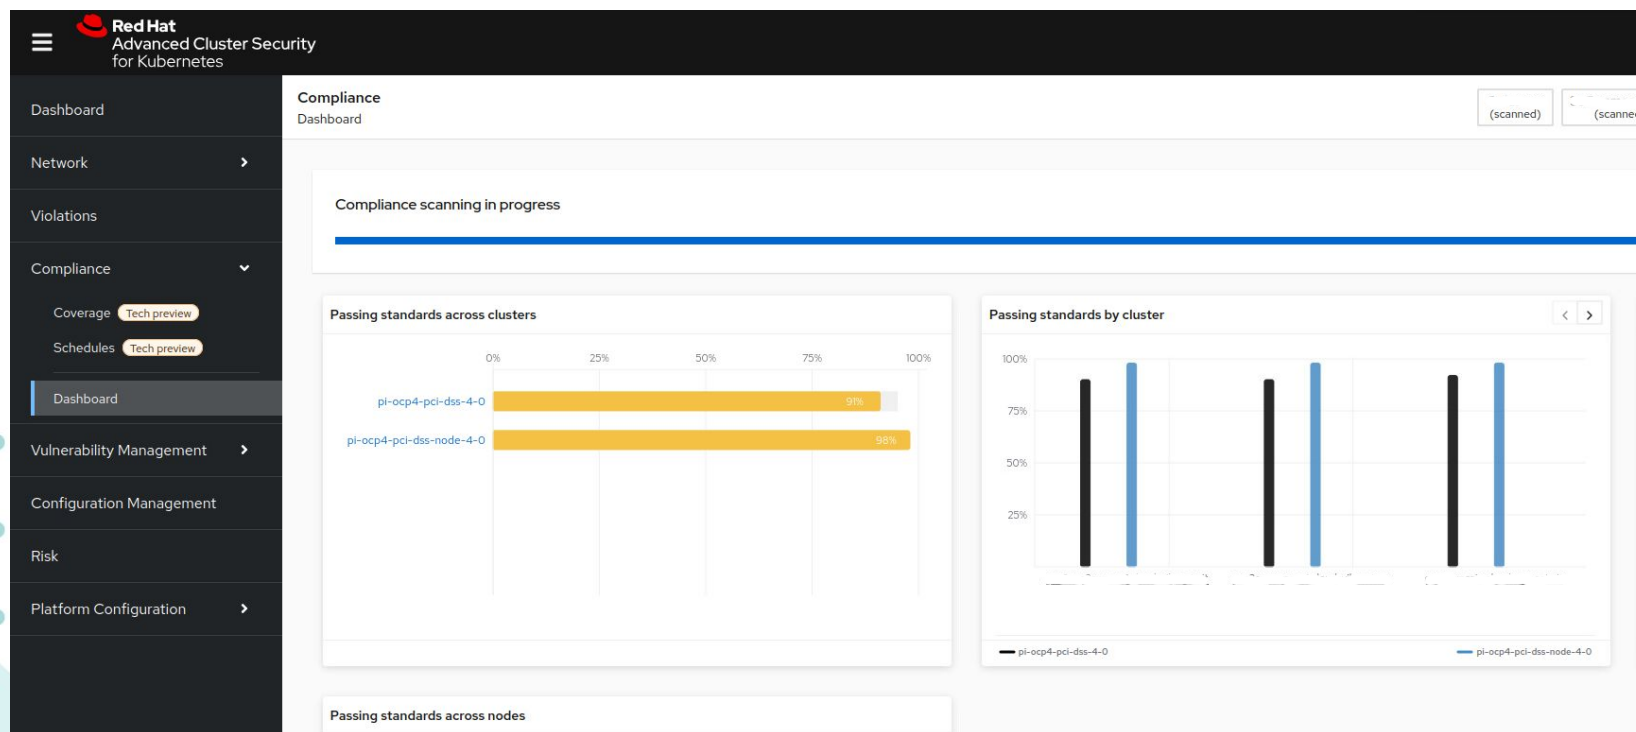 Red Hat
Advanced Cluster Security
for Kubernetes
Dashboard
Network
Violations
Compliance
Coverage Tech preview
Schedules Tech preview
Dashboard
Vulnerability Management
Configuration Management
Risk
Platform Configuration
Compliance
Dashboard
(scanned)
(scanne
Compliance scanning in progress
Passing standards across clusters
0% 25% 50% 75% 100%
pi-ocp4-pci-dss-4-0 91%
pi-ocp4-pci-dss-node-4-0 98%
Passing standards by cluster
100%
75%
50%
25%
pi-ocp4-pci-dss-4-0 pi-ocp4-pci-dss-node-4-0
Passing standards across nodes